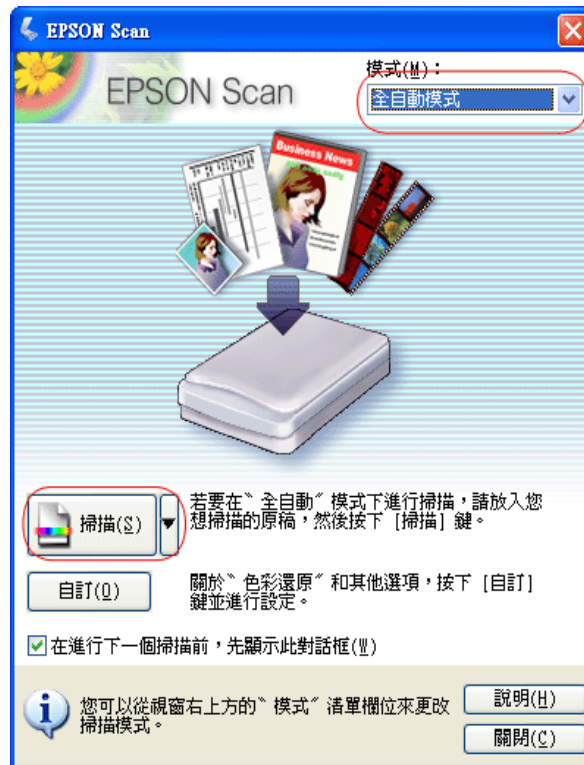 EPSON Scan
EPSON Scan
模式(M)：
全自動模式
Business News
掃描(S)
若要在〝全自動〞模式下進行掃描，請放入您
想掃描的原稿，然後按下 [掃描] 鍵。
自訂(O)
關於〝色彩還原〞和其他選項，按下 [自訂]
鍵並進行設定。
在進行下一個掃描前，先顯示此對話框(W)
您可以從視窗右上方的〝模式〞清單欄位來更改
掃描模式。
說明(H)
關閉(C)